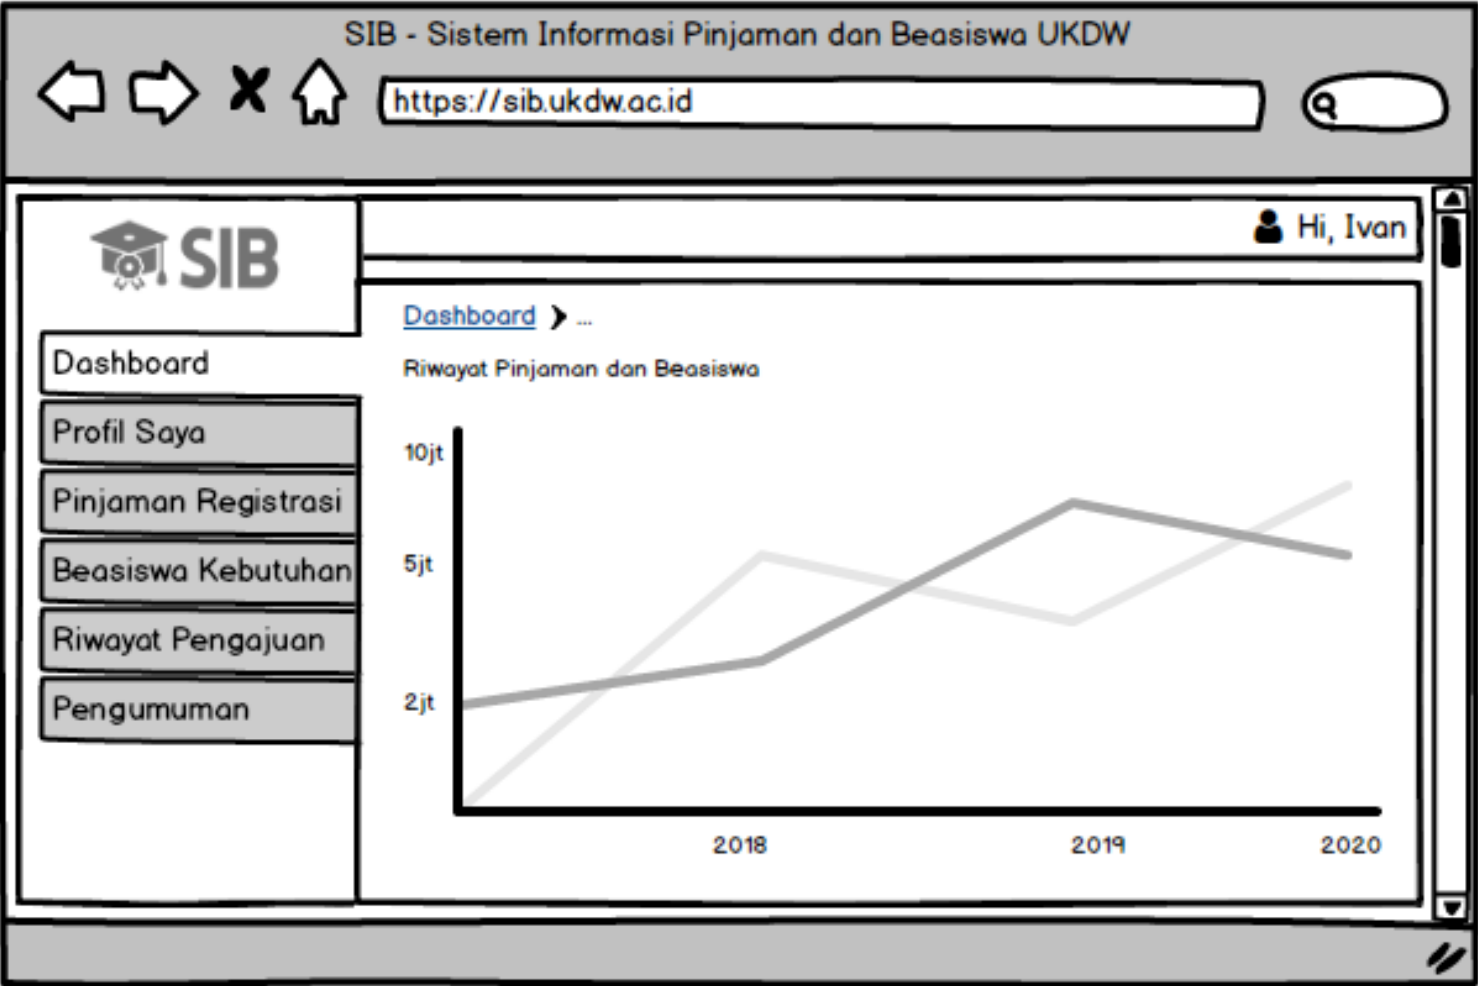 SIB - Sistem Informasi Pinjaman dan Beasiswa UKDW
https://sib.ukdw.ac.id
SIB
Hi, Ivan
Dashboard
Profil Saya
Pinjaman Registrasi
Beasiswa Kebutuhan
Riwayat Pengajuan
Pengumuman
Dashboard > ...
Riwayat Pinjaman dan Beasiswa
10jt
5jt
2jt
2018 2019 2020